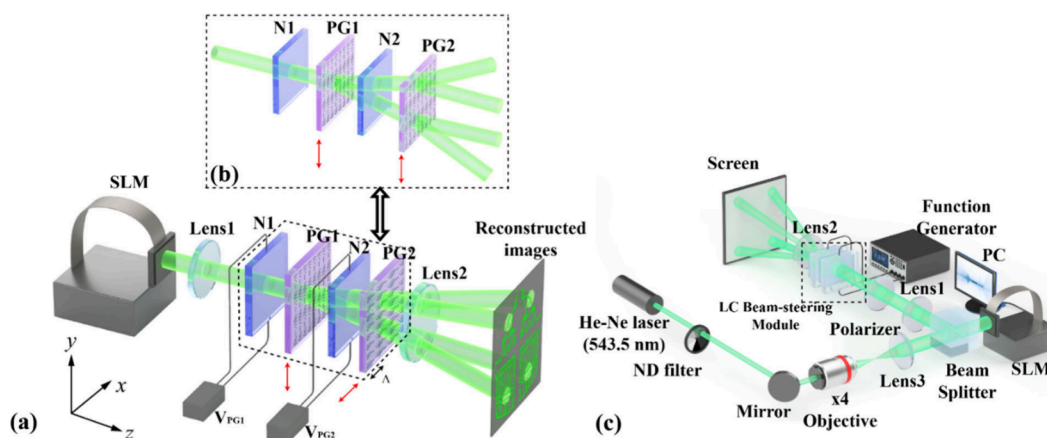 N1
PG1
N2
PG2
(b)
SLM
Lens1
N1
PG1
N2
PG2
Lens2
Reconstructed
images
Λ
y
x
z
(a)
VPG1
VPG2
Screen
Lens2
Function
Generator
PC
Lens1
LC Beam-steering
Module
Polarizer
He-Ne laser
(543.5 nm)
ND filter
Lens3
Beam
Splitter
SLM
Mirror
x4
Objective
(c)